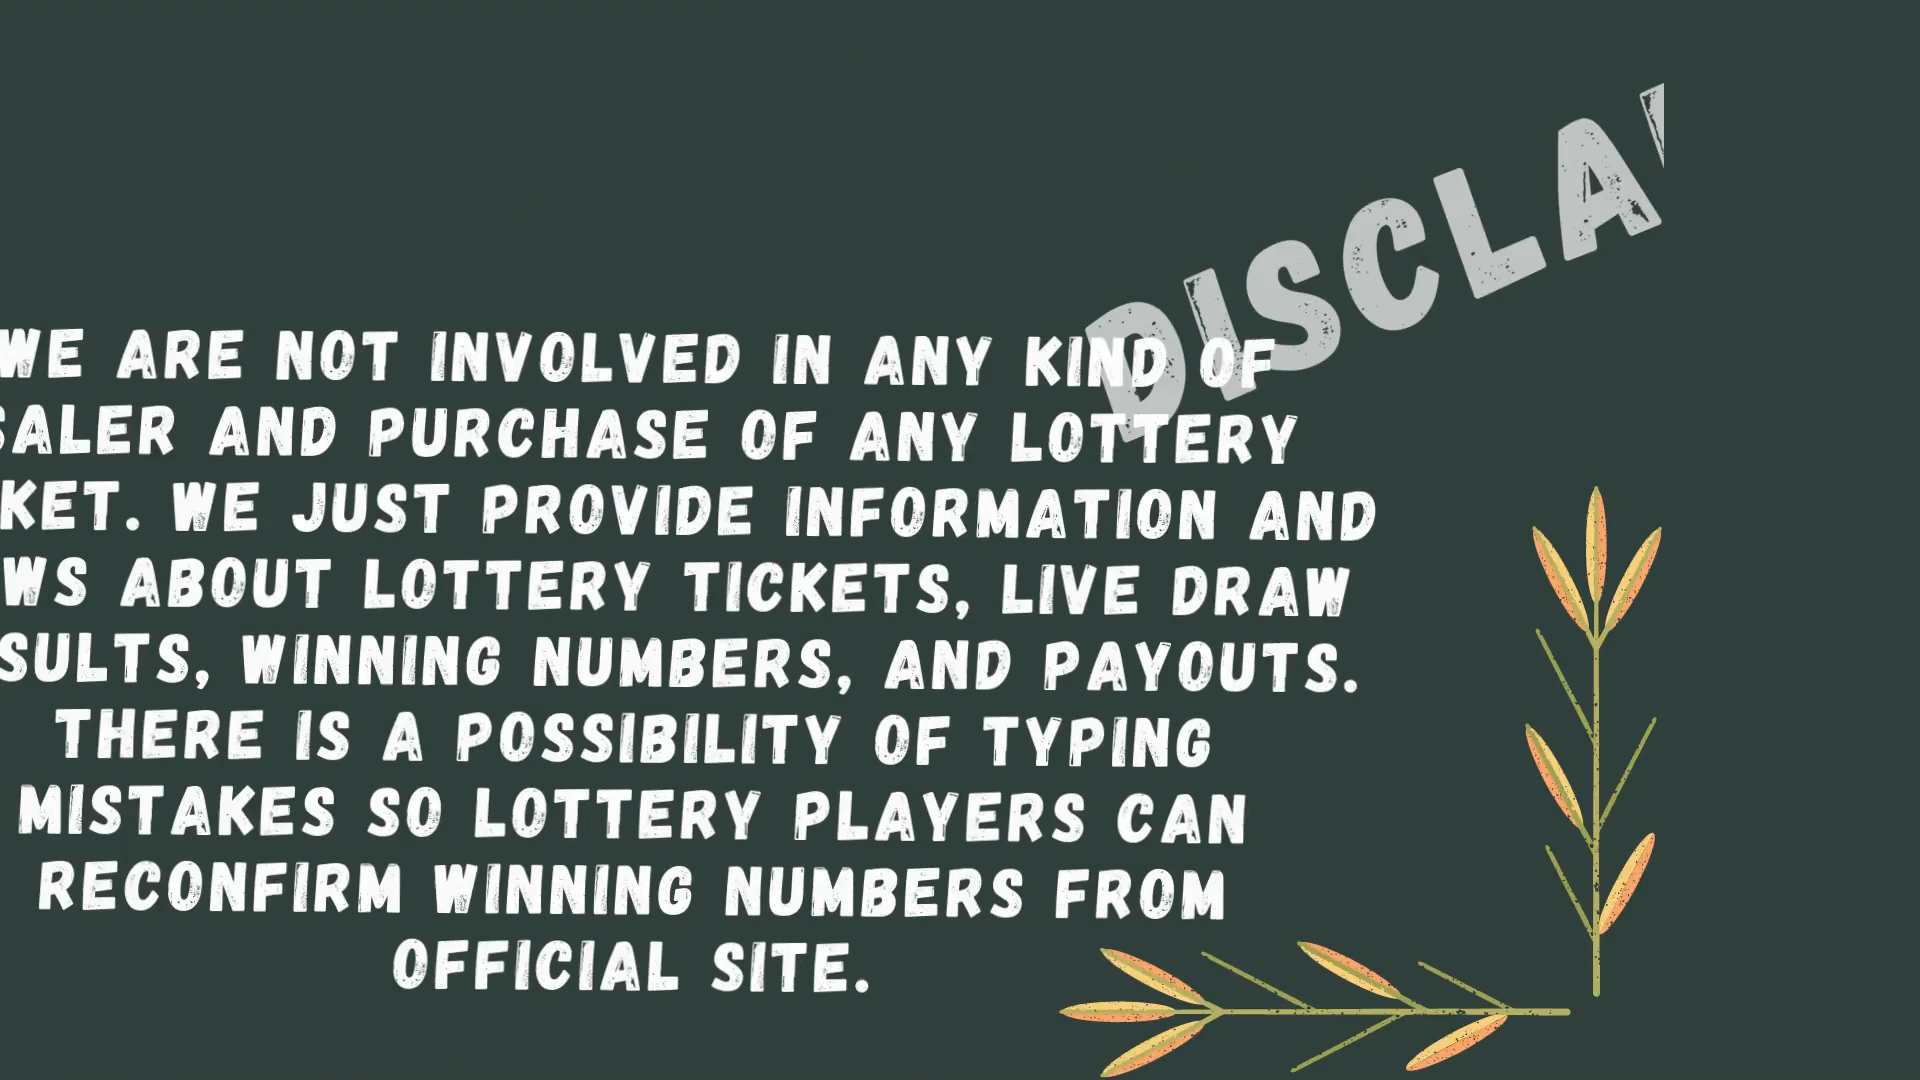 DISCLA
WE ARE NOT INVOLVED IN ANY KIND OF
SALER AND PURCHASE OF ANY LOTTERY
KET. WE JUST PROVIDE INFORMATION AND
WS ABOUT LOTTERY TICKETS, LIVE DRAW
SULTS, WINNING NUMBERS, AND PAYOUTS.
THERE IS A POSSIBILITY OF TYPING
MISTAKES SO LOTTERY PLAYERS CAN
RECONFIRM WINNING NUMBERS FROM
OFFICIAL SITE.